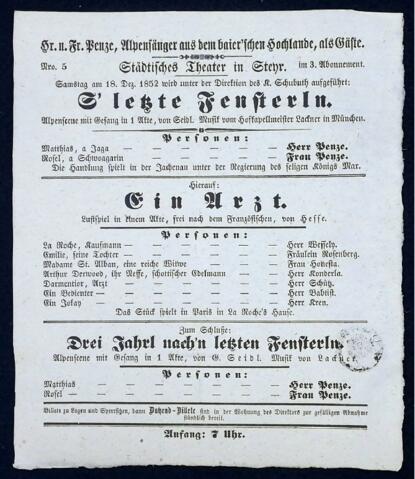 Hr. u. Fr. Penze, Alpensänger aus dem baier'schen Hochlande, als Gäste.
Nro. 5 Städtisches Theater in Steyr. im 3. Abonnement.
Samstag am 18. Dez. 1852 wird unter der Direktion des K. Schubuth aufgeführt:
S' letzte Fensterln.
Alpenscene mit Gesang in 1 Akte, von Seidl. Musik vom Hofkapellmeister Lackner in München.
Personen:
Matthias, a Jaga — — — — — — — Herr Penze.
Rosel, a Schwoagarin — — — — — — — Frau Penze.
Die Handlung spielt in der Jachenau unter der Regierung des seligen Königs Max.
Hierauf:
Ein Arzt.
Lustspiel in einem Akte, frei nach dem Französischen, von Hesse.
Personen:
La Roche, Kaufmann — — — — — — Herr Wessely.
Emilie, seine Tochter — — — — — — Fräulein Rosenberg.
Madame St. Alban, eine reiche Witwe — — — — Frau Honesta.
Arthur Derwood, ihr Neffe, schottischer Edelmann — — — Herr Konderla.
Darmentior, Arzt — — — — — — Herr Schütz.
Ein Bedienter — — — — — — Herr Babist.
Ein Jokay — — — — — — Herr Kren.
Das Stück spielt in Paris in La Roche's Hause.
Zum Schluße:
Drei Jahrl nach'n letzten Fensterln.
Alpenscene mit Gesang in 1 Akte, von G. Seidl. Musik von Lackner.
Personen:
Matthias — — — — — — — Herr Penze.
Rosel — — — — — — — Frau Penze.
Billets zu Logen und Sperrsitzen, dann Dutzend-Billete sind in der Wohnung des Direktors zur gefälligen Abnahme
stündlich bereit.
Anfang: 7 Uhr.